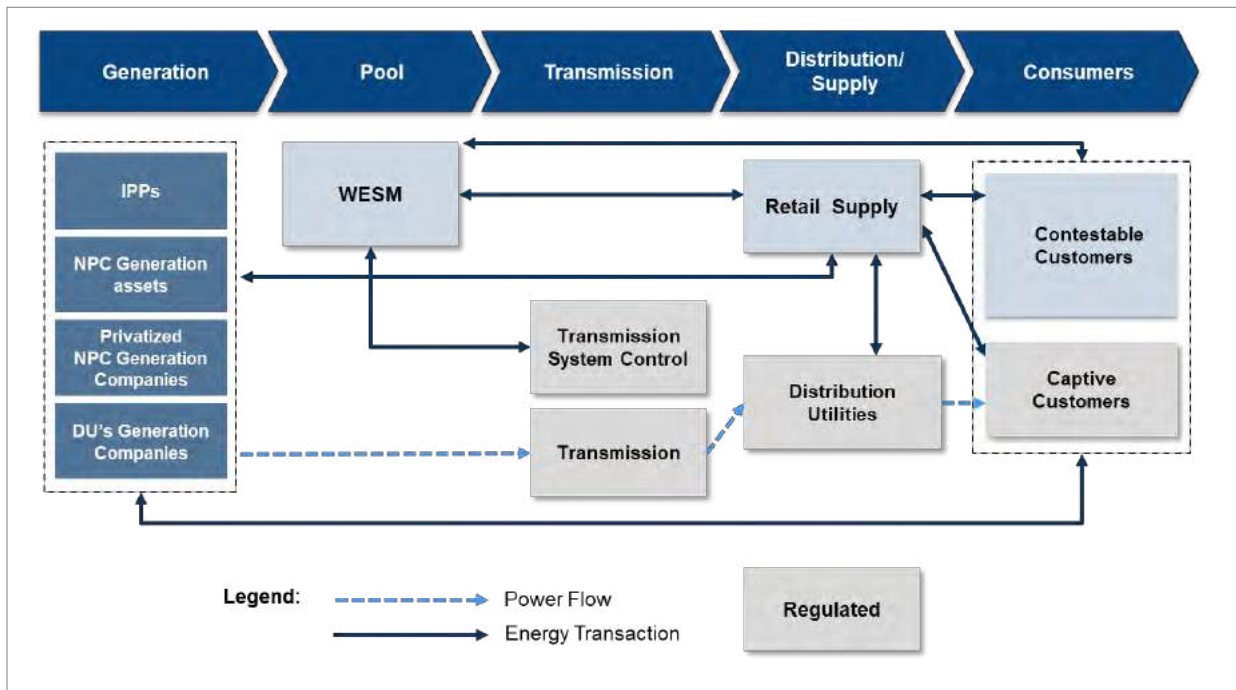 Generation
Pool
Transmission
Distribution/
Supply
Consumers
IPPs
NPC Generation
assets
Privatized
NPC Generation
Companies
DU's Generation
Companies
WESM
Transmission
System Control
Transmission
Retail Supply
Distribution
Utilities
Contestable
Customers
Captive
Customers
Legend:
Power Flow
Energy Transaction
Regulated